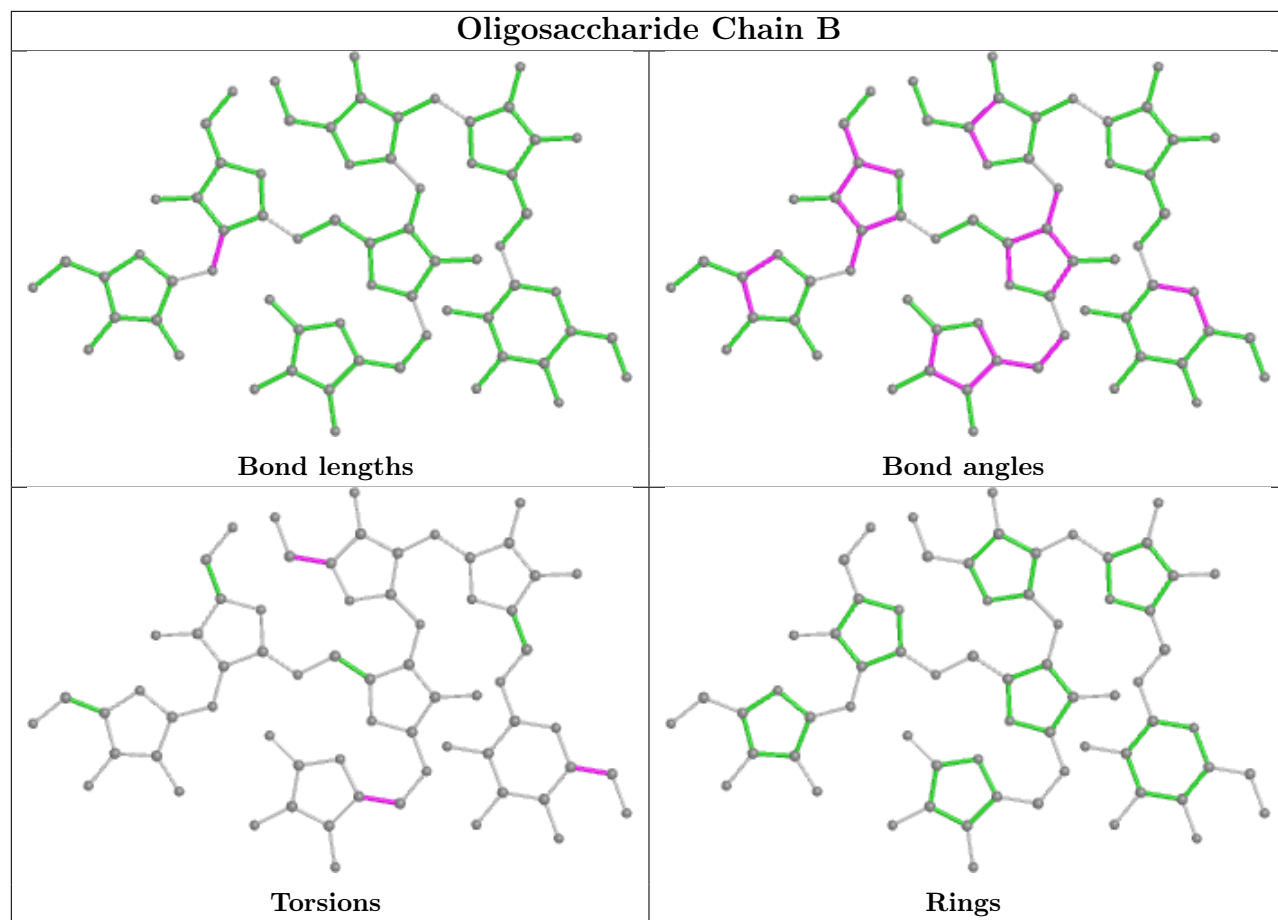 Oligosaccharide Chain B
Bond lengths
Bond angles
Torsions
Rings